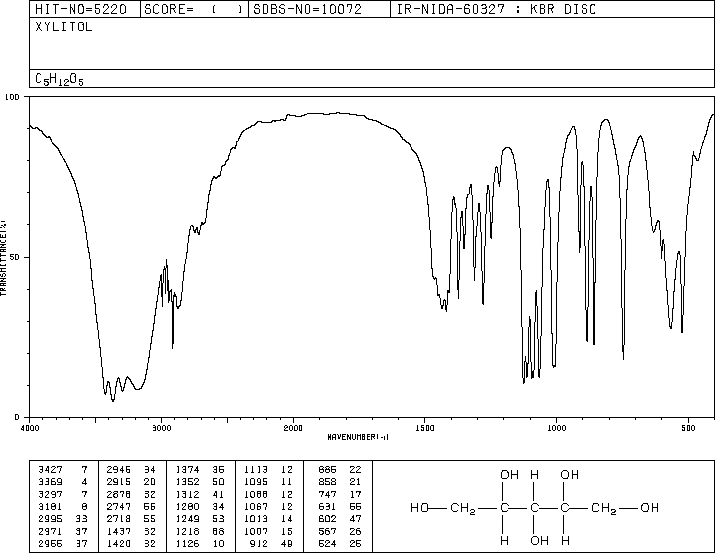 HIT-NO=5220 SCORE= ( ) SDBS-NO=10072 IR-NIDA-60327 : KBR DISC
XYLITOL
C5H12O5
100
TRANSMITTANCE(%)
50
0
4000 3000 2000 1500 1000 500
WAVENUMBER(-1)
3427 7 2946 34 1374 36 1113 12 885 22
3369 4 2915 20 1352 50 1095 11 858 21
3297 7 2878 32 1312 41 1088 12 747 17
3181 8 2747 55 1280 34 1067 12 631 55
2995 33 2718 55 1249 53 1013 14 602 47
2971 37 1437 32 1218 68 1007 15 567 26
2955 37 1420 32 1126 10 912 49 524 25
OH H OH
HO CH2 C C C CH2 OH
H OH H